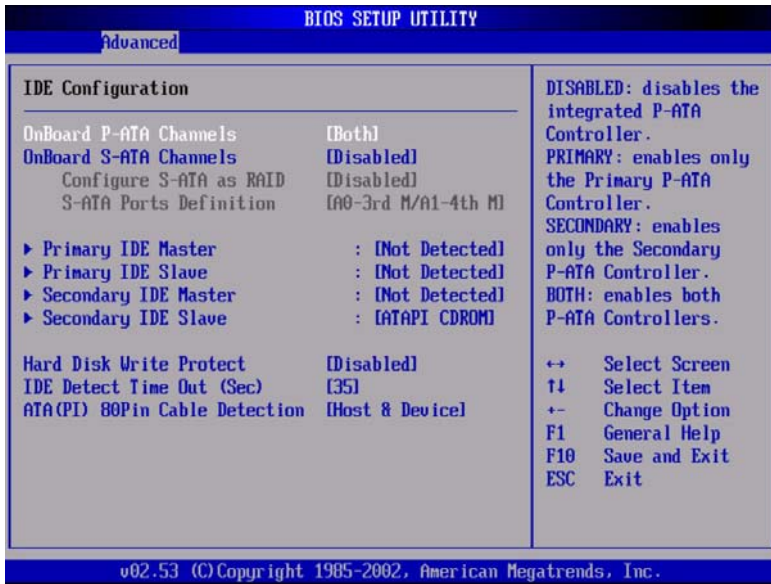 BIOS SETUP UTILITY
Advanced
IDE Configuration
OnBoard P-ATA Channels [Both]
OnBoard S-ATA Channels [Disabled]
Configure S-ATA as RAID [Disabled]
S-ATA Ports Definition [A0-3rd M/A1-4th M]
Primary IDE Master : [Not Detected]
Primary IDE Slave : [Not Detected]
Secondary IDE Master : [Not Detected]
Secondary IDE Slave : [ATAPI CDROM]
Hard Disk Write Protect [Disabled]
IDE Detect Time Out (Sec) [35]
ATA(PI) 80Pin Cable Detection [Host & Device]
DISABLED: disables the
integrated P-ATA
Controller.
PRIMARY: enables only
the Primary P-ATA
Controller.
SECONDARY: enables
only the Secondary
P-ATA Controller.
BOTH: enables both
P-ATA Controllers.
↔ Select Screen
↑↓ Select Item
+- Change Option
F1 General Help
F10 Save and Exit
ESC Exit
v02.53 (C)Copyright 1985-2002, American Megatrends, Inc.